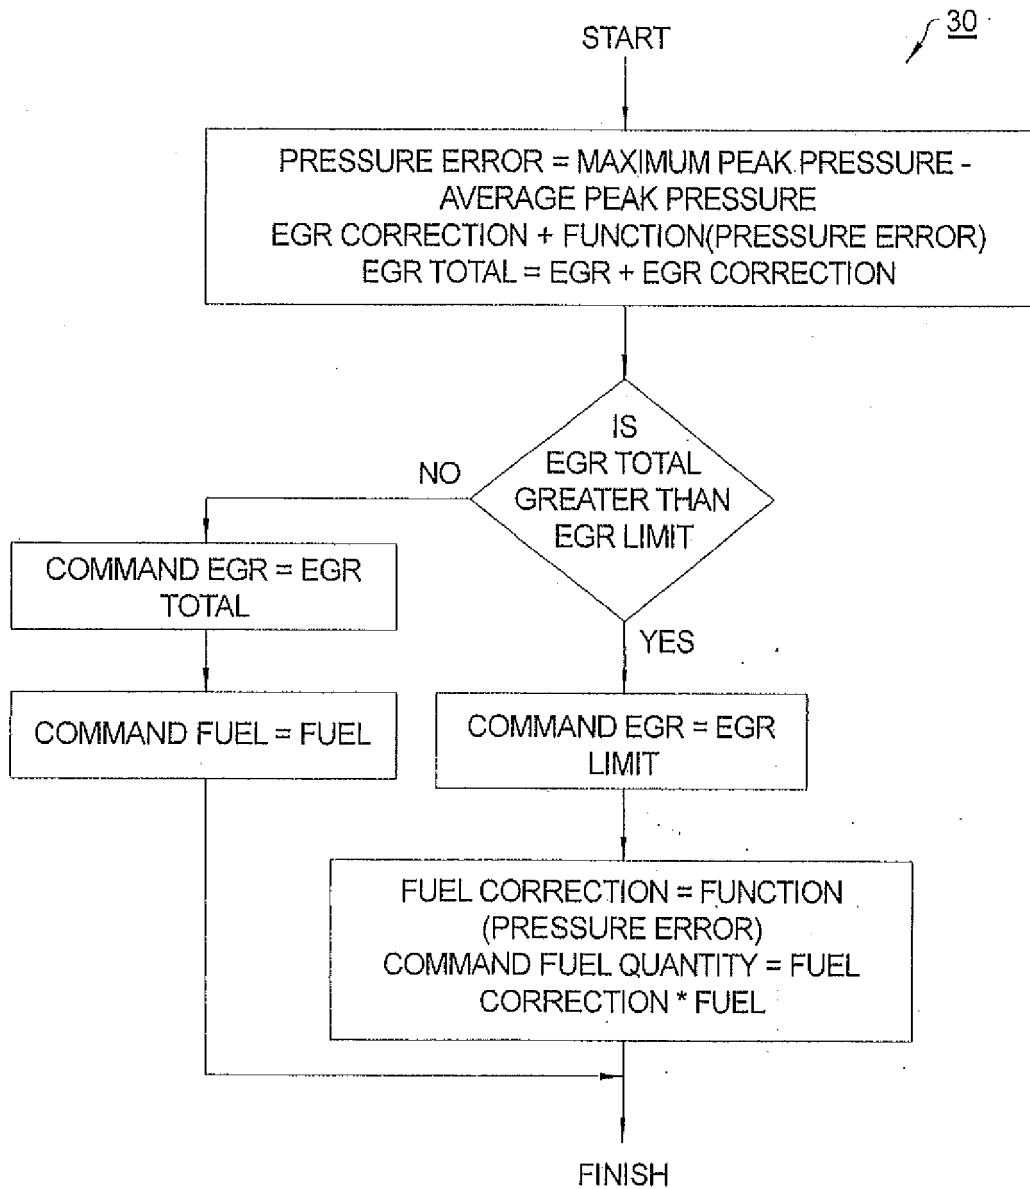 30
START
PRESSURE ERROR = MAXIMUM PEAK PRESSURE -
AVERAGE PEAK PRESSURE
EGR CORRECTION + FUNCTION(PRESSURE ERROR)
EGR TOTAL = EGR + EGR CORRECTION
IS
EGR TOTAL
GREATER THAN
EGR LIMIT
NO
COMMAND EGR = EGR
TOTAL
COMMAND FUEL = FUEL
YES
COMMAND EGR = EGR
LIMIT
FUEL CORRECTION = FUNCTION
(PRESSURE ERROR)
COMMAND FUEL QUANTITY = FUEL
CORRECTION * FUEL
FINISH